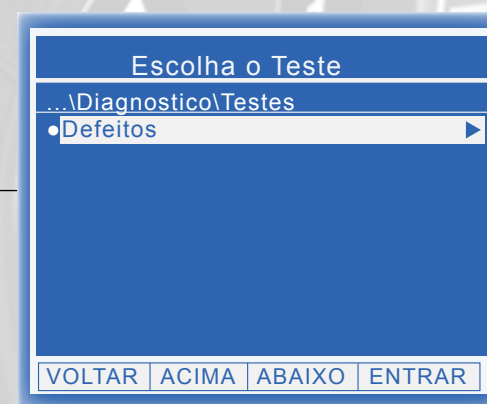 Escolha o Teste
...\Diagnostico\Testes
●Defeitos ▶
VOLTAR ACIMA ABAIXO ENTRAR